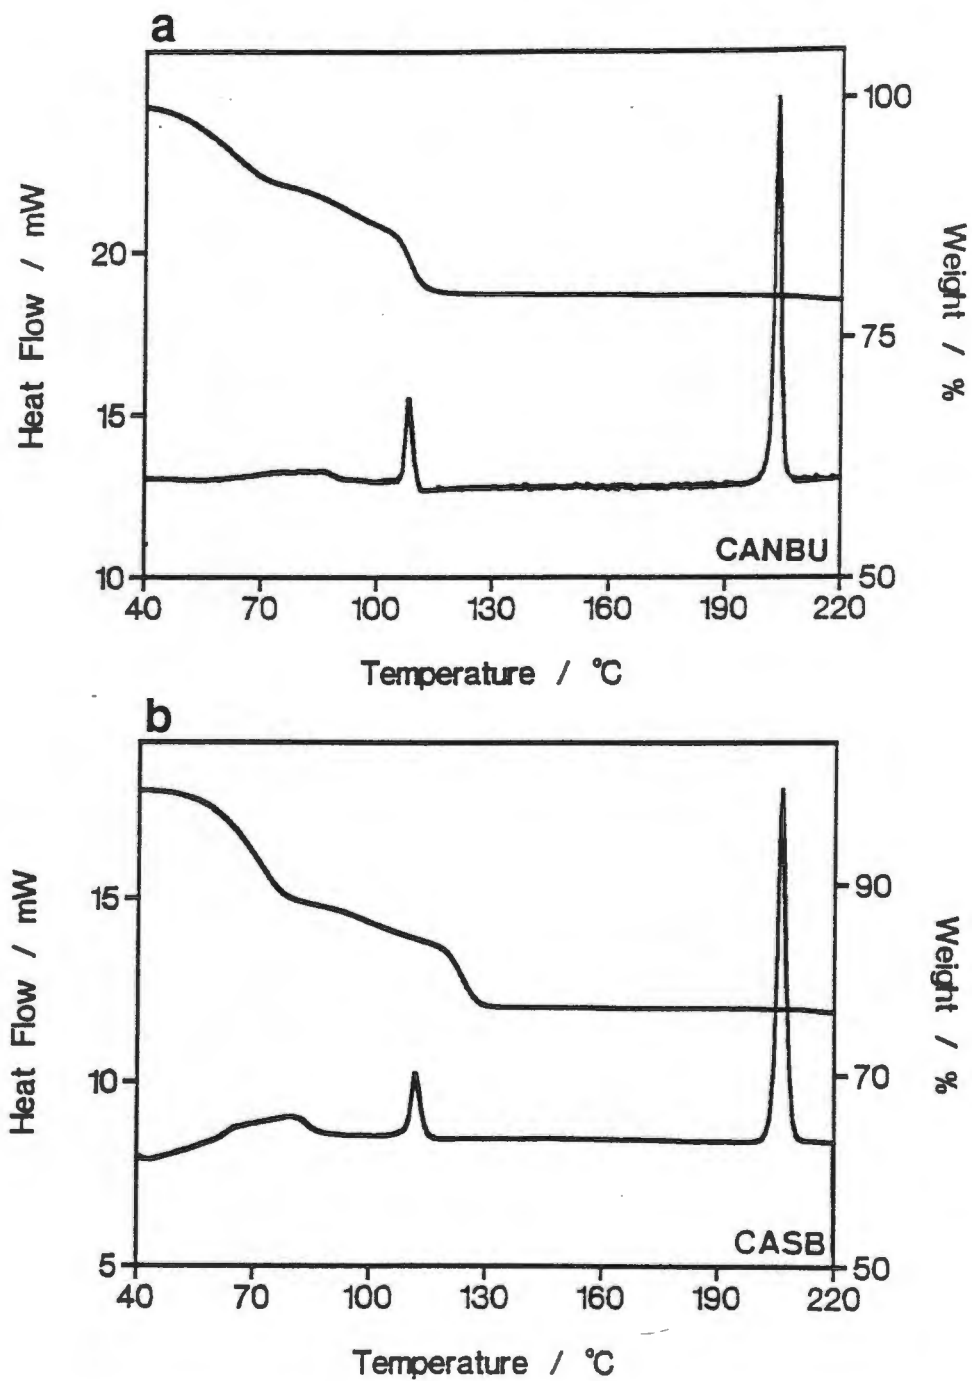 a
Heat Flow / mW
20
15
10
100
75
50
Weight / %
CANBU
40 70 100 130 160 190 220
Temperature / °C
b
Heat Flow / mW
15
10
5
90
70
50
Weight / %
CASB
40 70 100 130 160 190 220
Temperature / °C